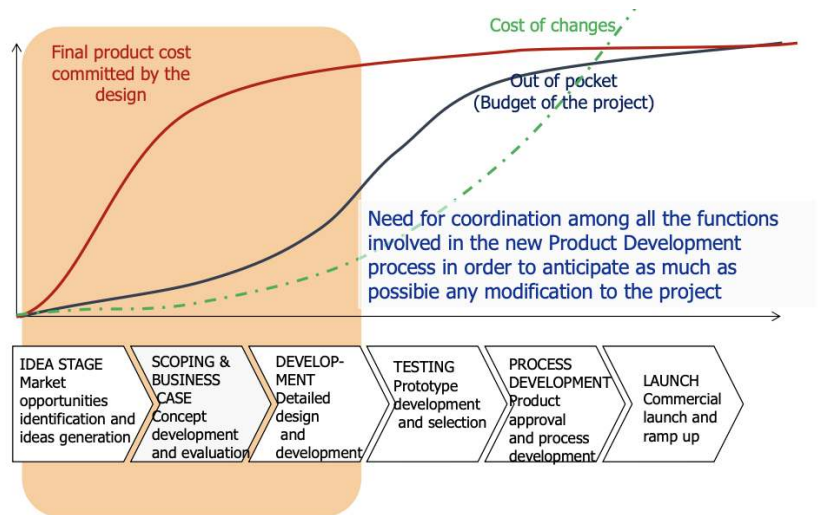 Cost of changes
Final product cost
committed by the
design
Out of pocket
(Budget of the project)
Need for coordination among all the functions
involved in the new Product Development
process in order to anticipate as much as
possibie any modification to the project
IDEA STAGE
Market
opportunities
identification and
ideas generation
SCOPING &
BUSINESS
CASE
Concept
development
and evaluation
DEVELOP-
MENT
Detailed
design
and
development
TESTING
Prototype
development
and selection
PROCESS
DEVELOPMENT
Product
approval
and process
development
LAUNCH
Commercial
launch and
ramp up